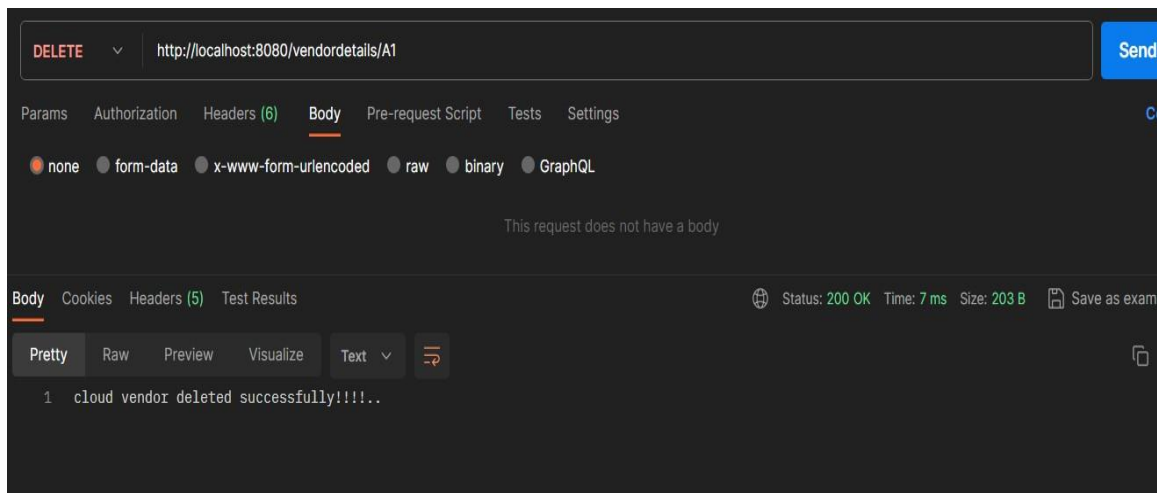 DELETE http://localhost:8080/vendordetails/A1 Send
Params Authorization Headers (6) Body Pre-request Script Tests Settings
none form-data x-www-form-urlencoded raw binary GraphQL
This request does not have a body
Body Cookies Headers (5) Test Results Status: 200 OK Time: 7 ms Size: 203 B Save as exam
Pretty Raw Preview Visualize Text
1 cloud vendor deleted successfully!!!!..